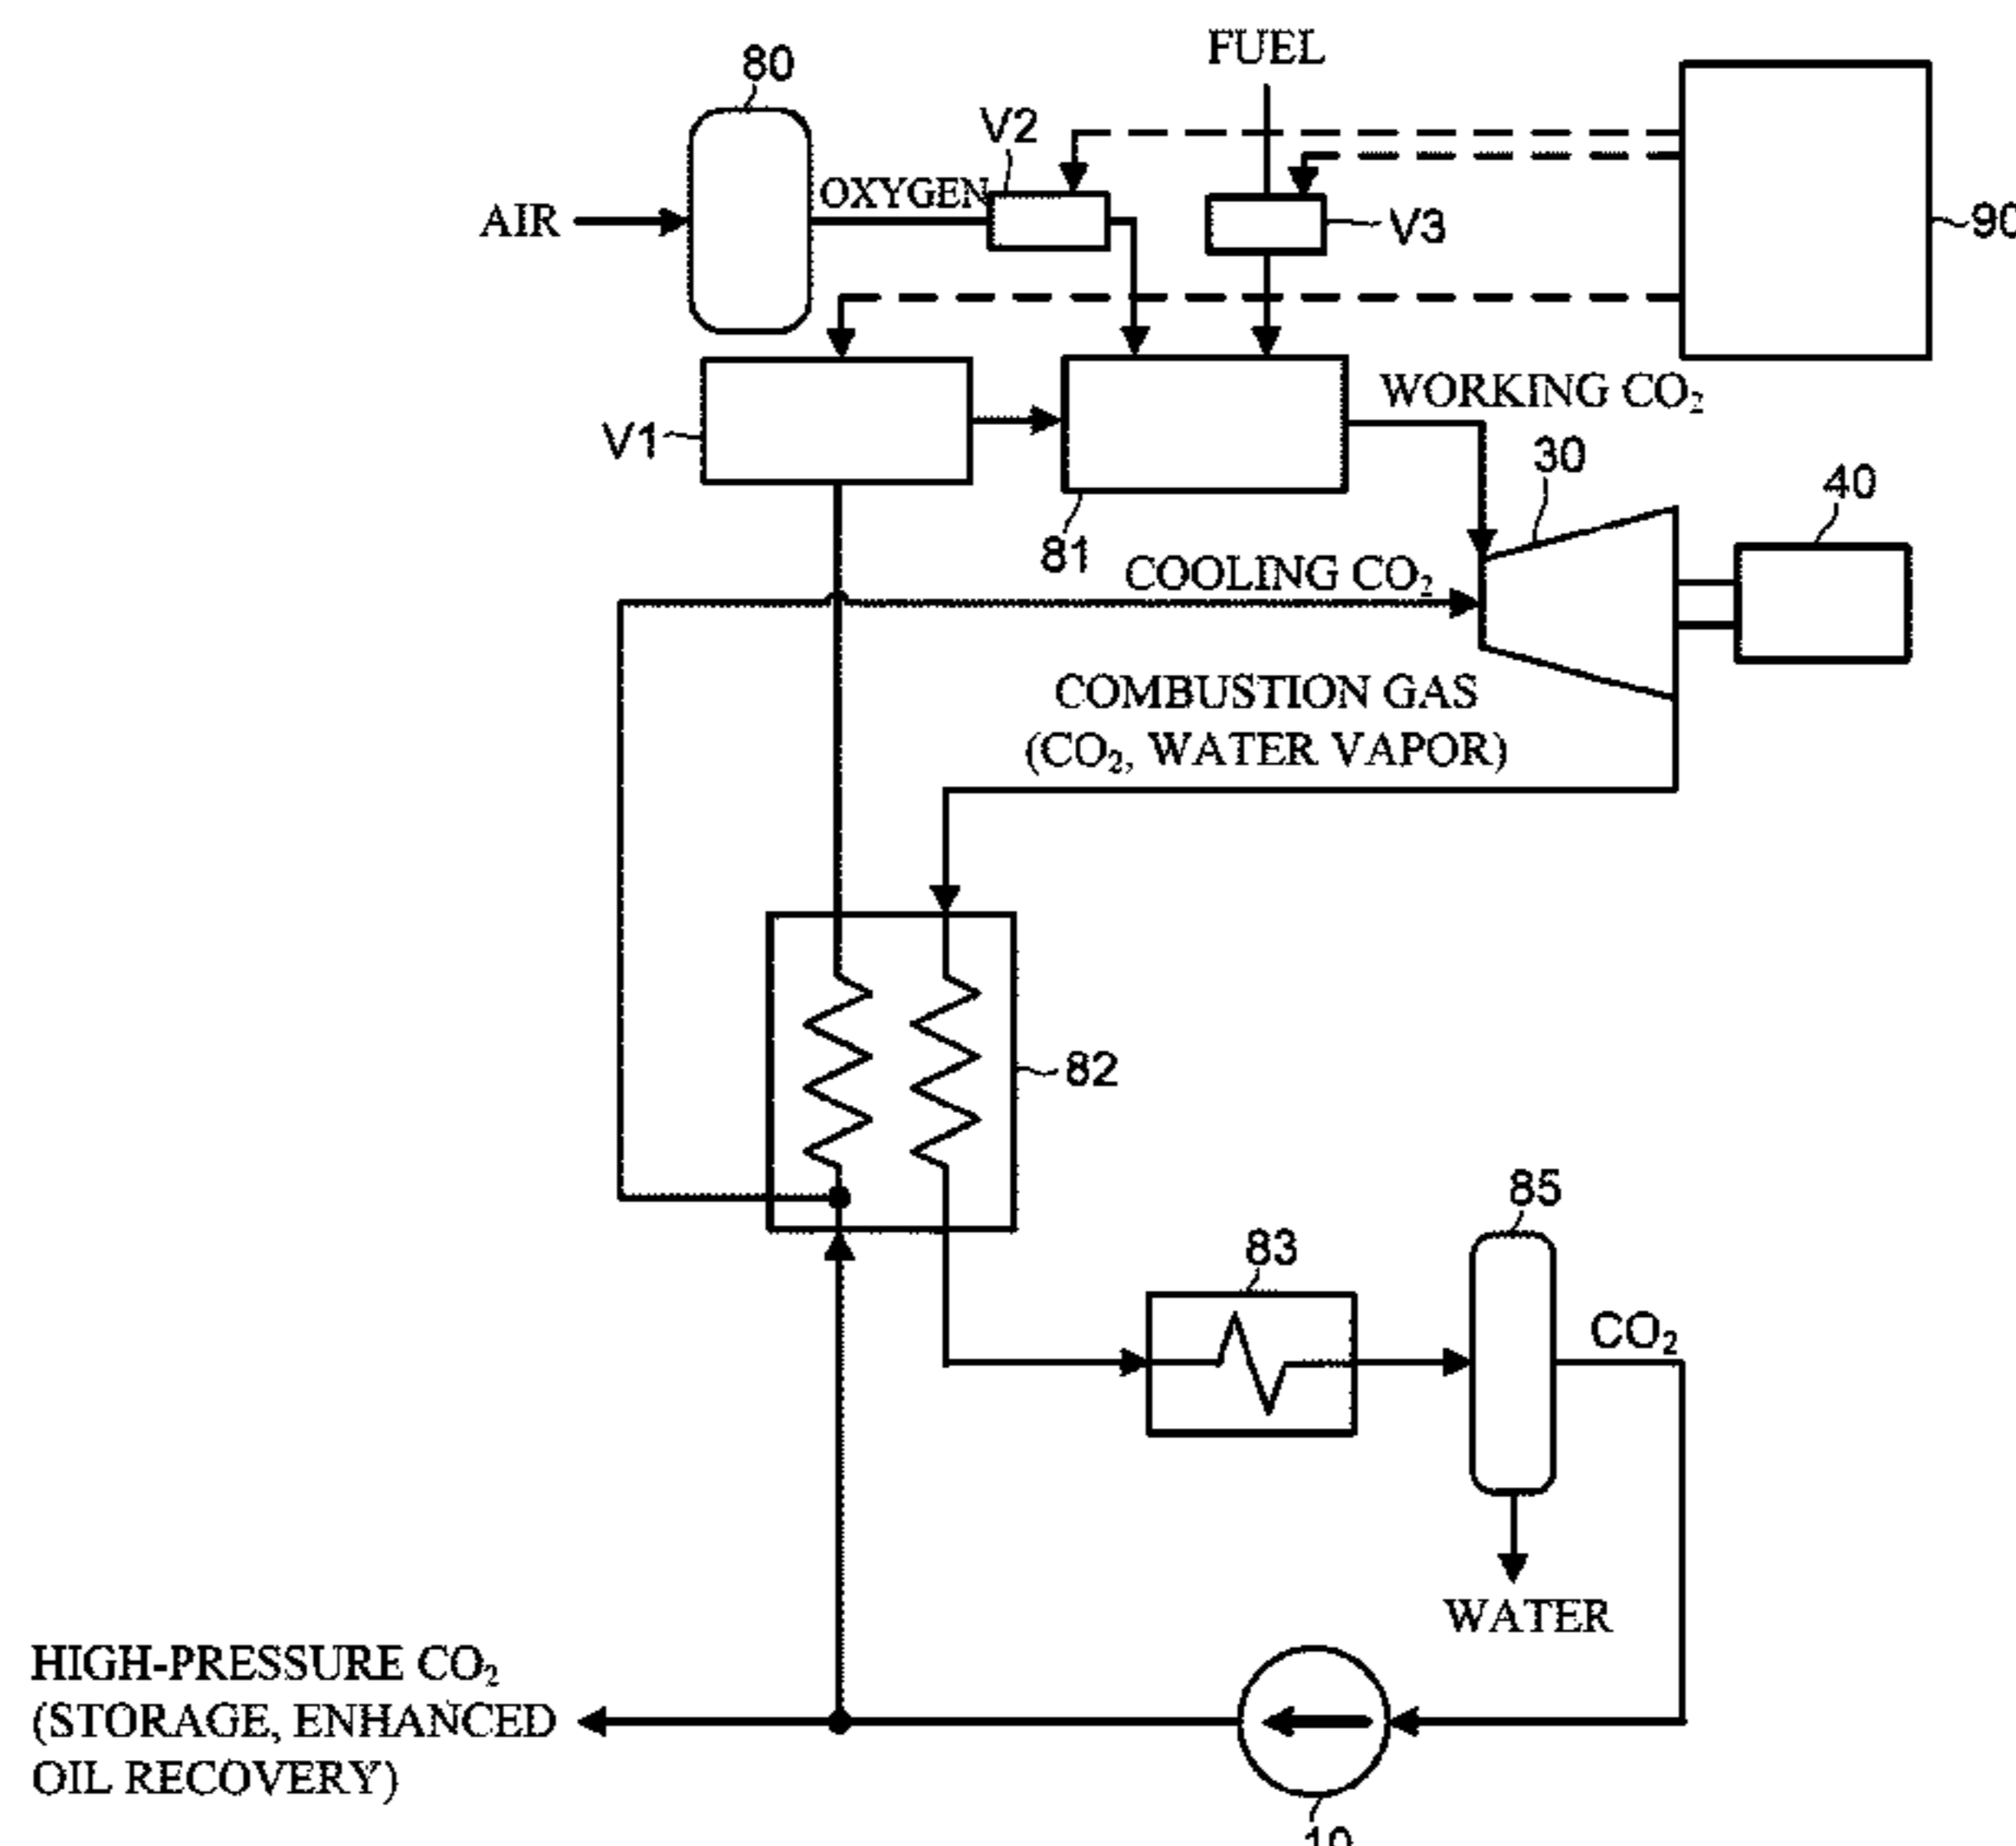 FUEL
80
V2
OXYGEN
AIR
V3
90
WORKING CO₂
V1
30
40
81
COOLING CO₂
COMBUSTION GAS
(CO₂, WATER VAPOR)
82
85
83
CO₂
WATER
HIGH-PRESSURE CO₂
(STORAGE, ENHANCED
OIL RECOVERY)
10